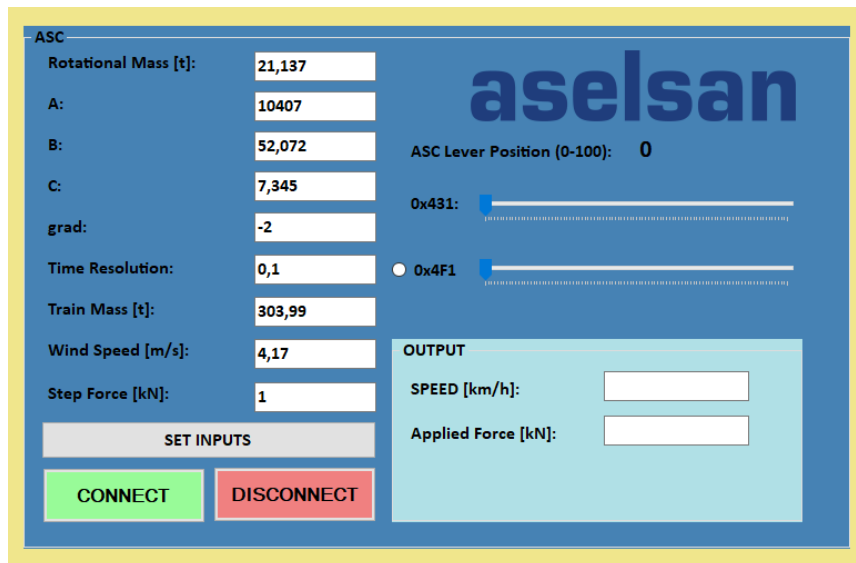 ASC
Rotational Mass [t]: 21,137
A: 10407
B: 52,072
C: 7,345
grad: -2
Time Resolution: 0,1
Train Mass [t]: 303,99
Wind Speed [m/s]: 4,17
Step Force [kN]: 1
SET INPUTS
CONNECT DISCONNECT
aselsan
ASC Lever Position (0-100): 0
0x431:
0x4F1
OUTPUT
SPEED [km/h]:
Applied Force [kN]: